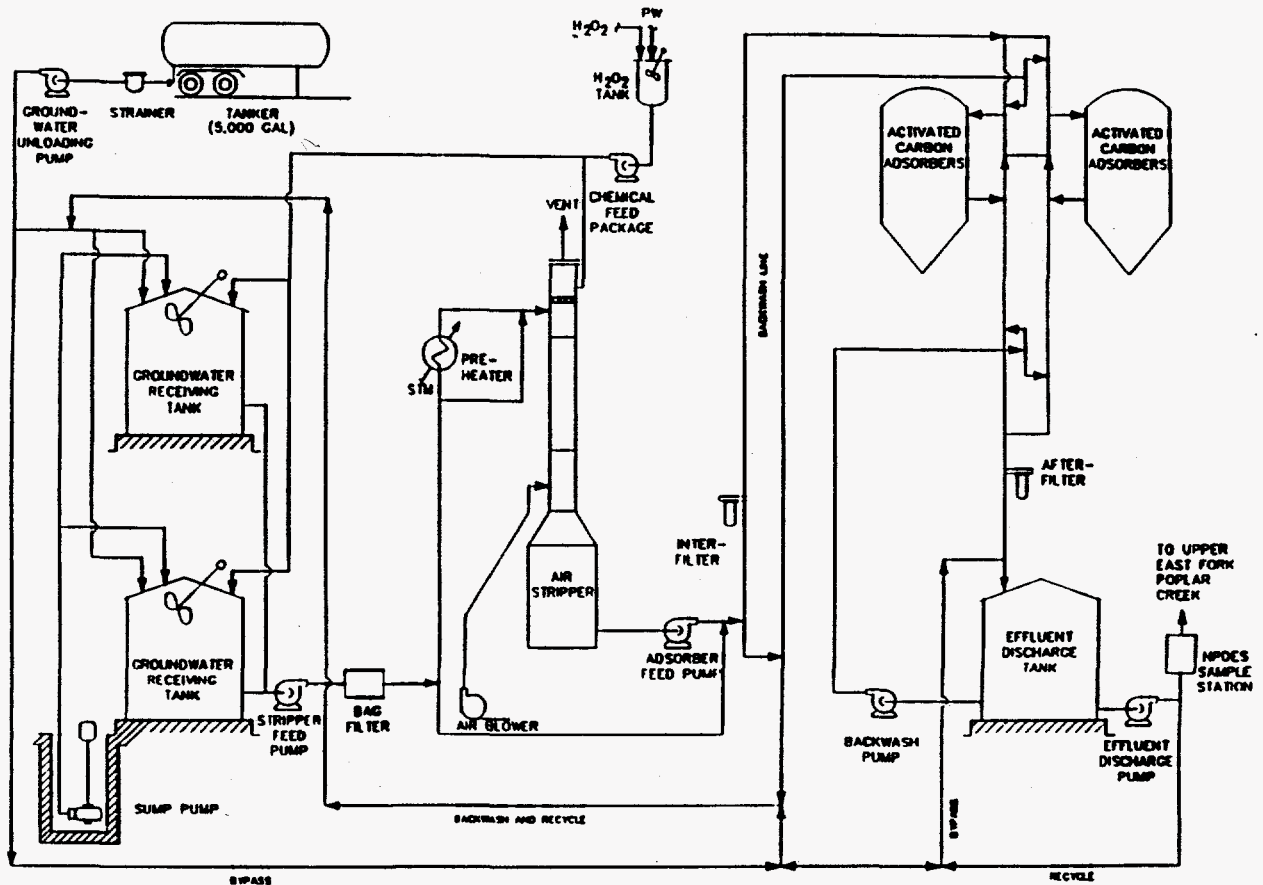 H2O2
PW
H2O2
TANK
GROUND-
WATER
UNLOADING
PUMP
STRAINER
TANKER
(5,000 GAL)
CHEMICAL
FEED
PACKAGE
VENT
ACTIVATED
CARBON
ADSORBERS
ACTIVATED
CARBON
ADSORBERS
BACKWASH LINE
PRE-
HEATER
STM
GROUNDWATER
RECEIVING
TANK
AFTER-
FILTER
INTER-
FILTER
AIR
STRIPPER
TO UPPER
EAST FORK
POPLAR
CREEK
EFFLUENT
DISCHARGE
TANK
NPDES
SAMPLE
STATION
GROUNDWATER
RECEIVING
TANK
ADSORBER
FEED PUMP
STRIPPER
FEED
PUMP
BAG
FILTER
AIR BLOWER
BACKWASH
PUMP
EFFLUENT
DISCHARGE
PUMP
SUMP PUMP
BACKWASH AND RECYCLE
BYPASS
BYPASS
RECYCLE